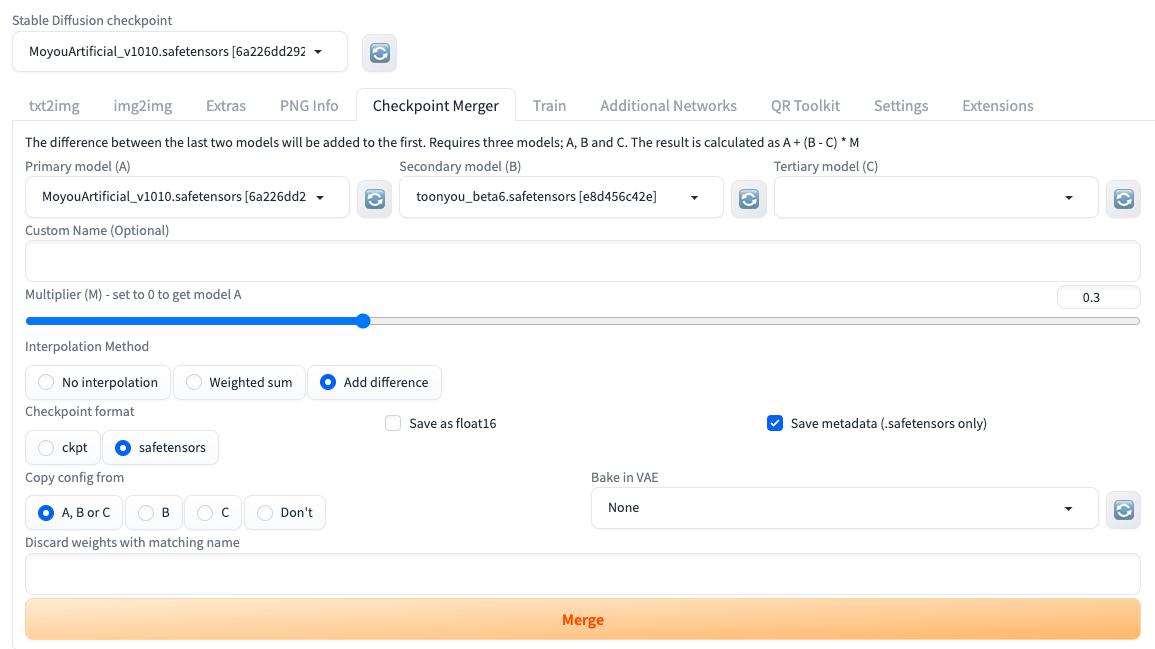 Stable Diffusion checkpoint
MoyouArtificial_v1010.safetensors [6a226dd292
txt2img img2img Extras PNG Info Checkpoint Merger Train Additional Networks QR Toolkit Settings Extensions
The difference between the last two models will be added to the first. Requires three models; A, B and C. The result is calculated as A + (B - C) * M
Primary model (A) Secondary model (B) Tertiary model (C)
MoyouArtificial_v1010.safetensors [6a226dd2 toonyou_beta6.safetensors [e8d456c42e]
Custom Name (Optional)
Multiplier (M) - set to 0 to get model A 0.3
Interpolation Method
No interpolation Weighted sum Add difference
Checkpoint format
Save as float16 Save metadata (.safetensors only)
ckpt safetensors
Copy config from Bake in VAE
A, B or C B C Don't None
Discard weights with matching name
Merge